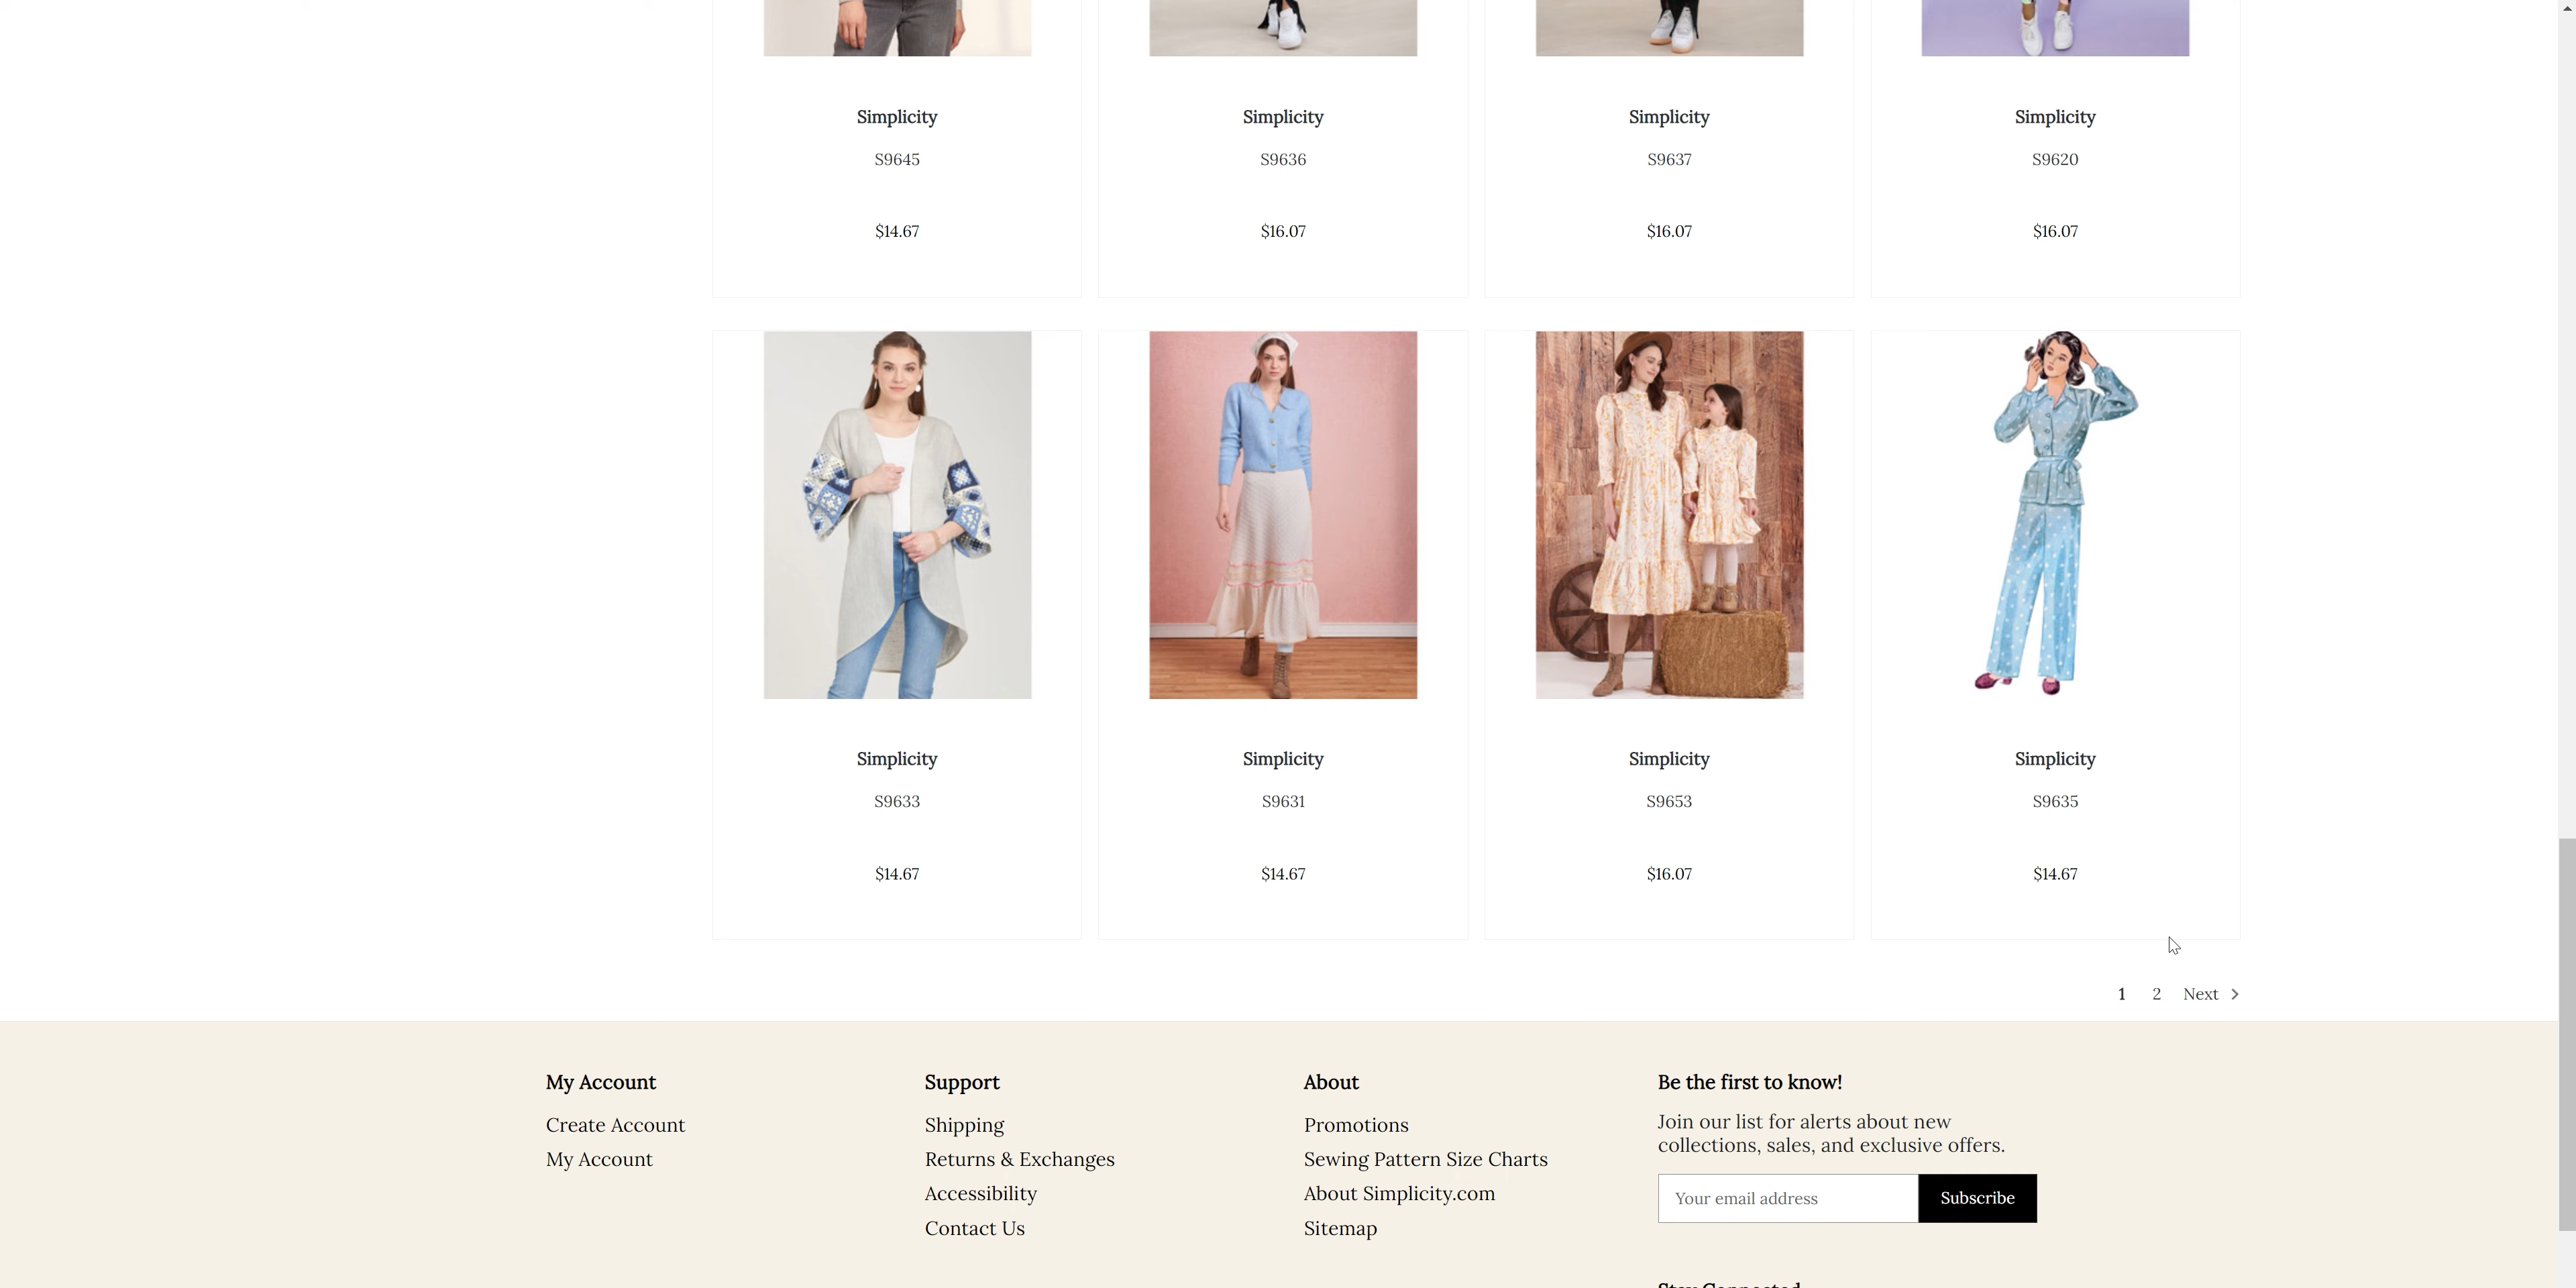 Simplicity Simplicity Simplicity Simplicity
S9645 S9636 S9637 S9620
$14.67 $16.07 $16.07 $16.07
Simplicity Simplicity Simplicity Simplicity
S9633 S9631 S9653 S9635
$14.67 $14.67 $16.07 $14.67
1 2 Next
My Account
Create Account
My Account
Support
Shipping
Returns & Exchanges
Accessibility
Contact Us
About
Promotions
Sewing Pattern Size Charts
About Simplicity.com
Sitemap
Be the first to know!
Join our list for alerts about new
collections, sales, and exclusive offers.
Your email address Subscribe
Stay Connected